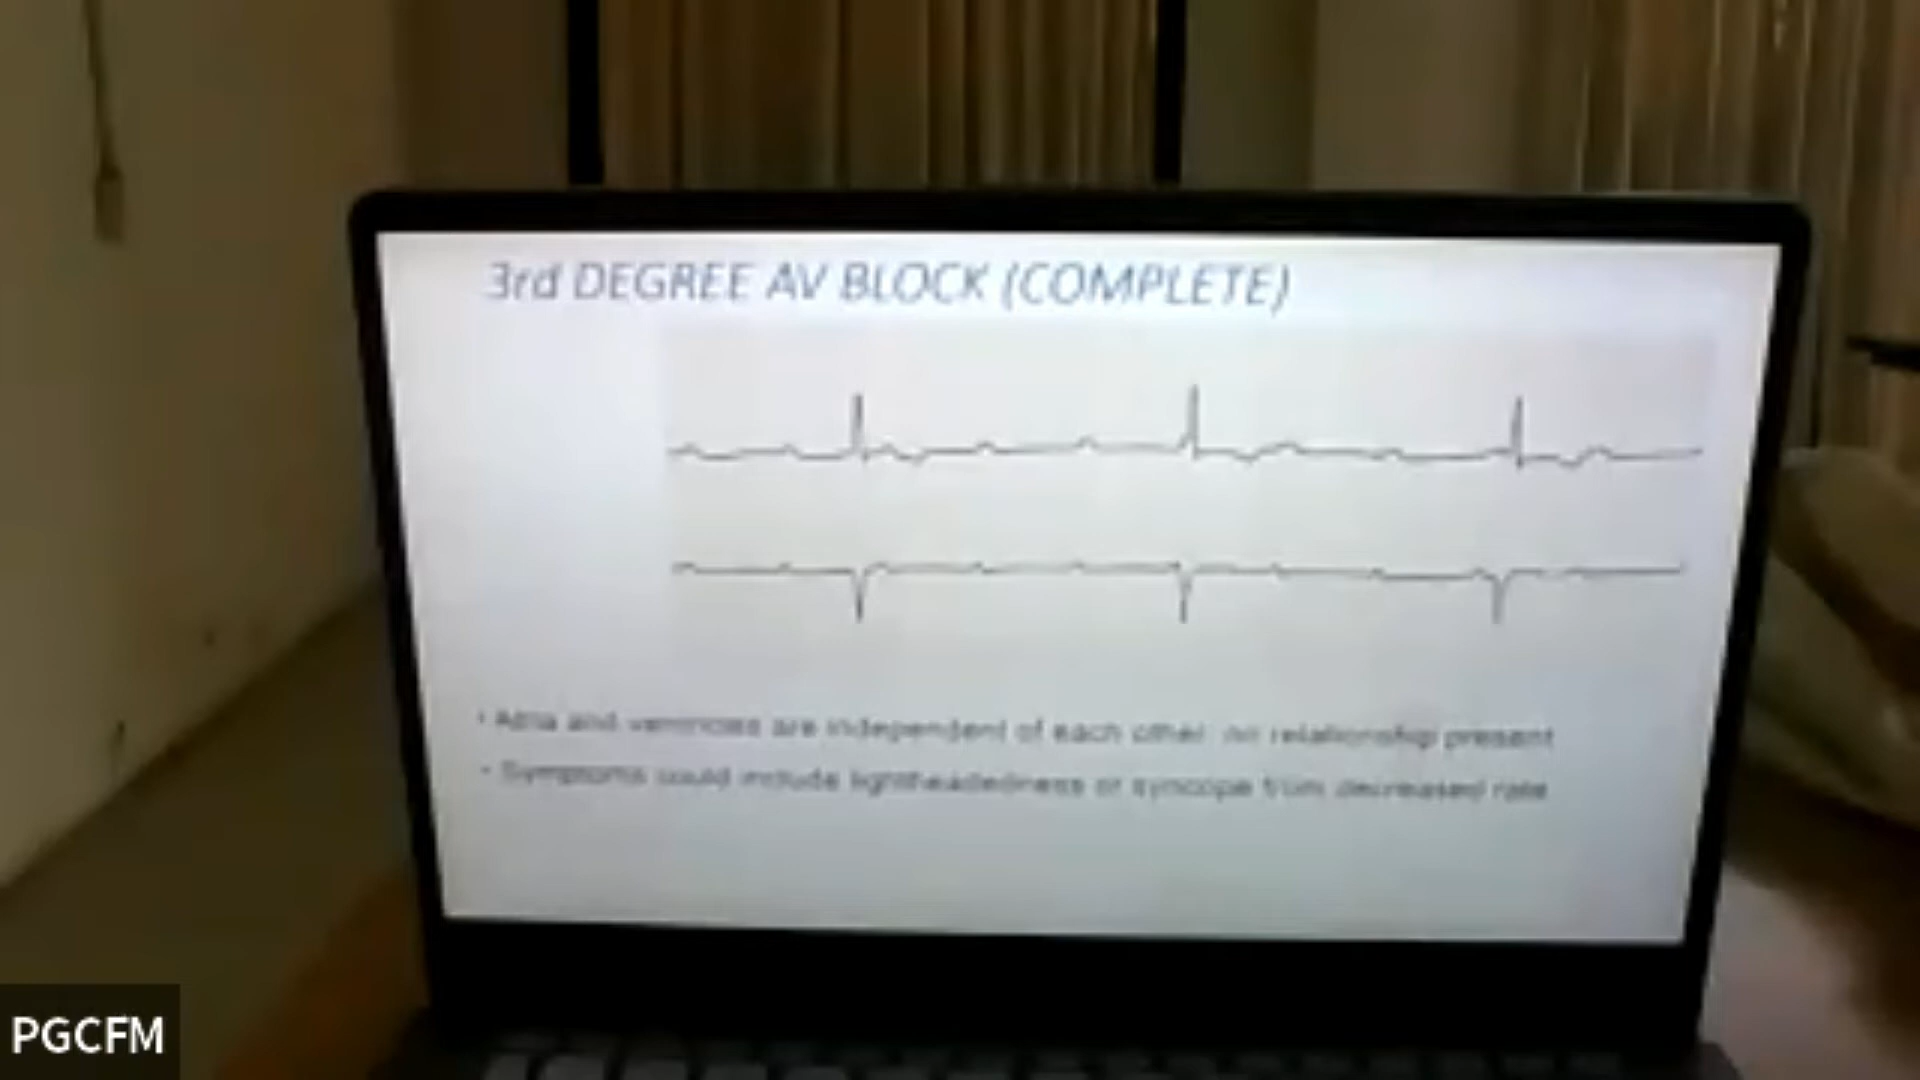 3rd DEGREE AV BLOCK (COMPLETE)
• Atria and ventricles are independent of each other: no relationship present
• Symptoms could include lightheadedness or syncope from decreased rate
PGCFM